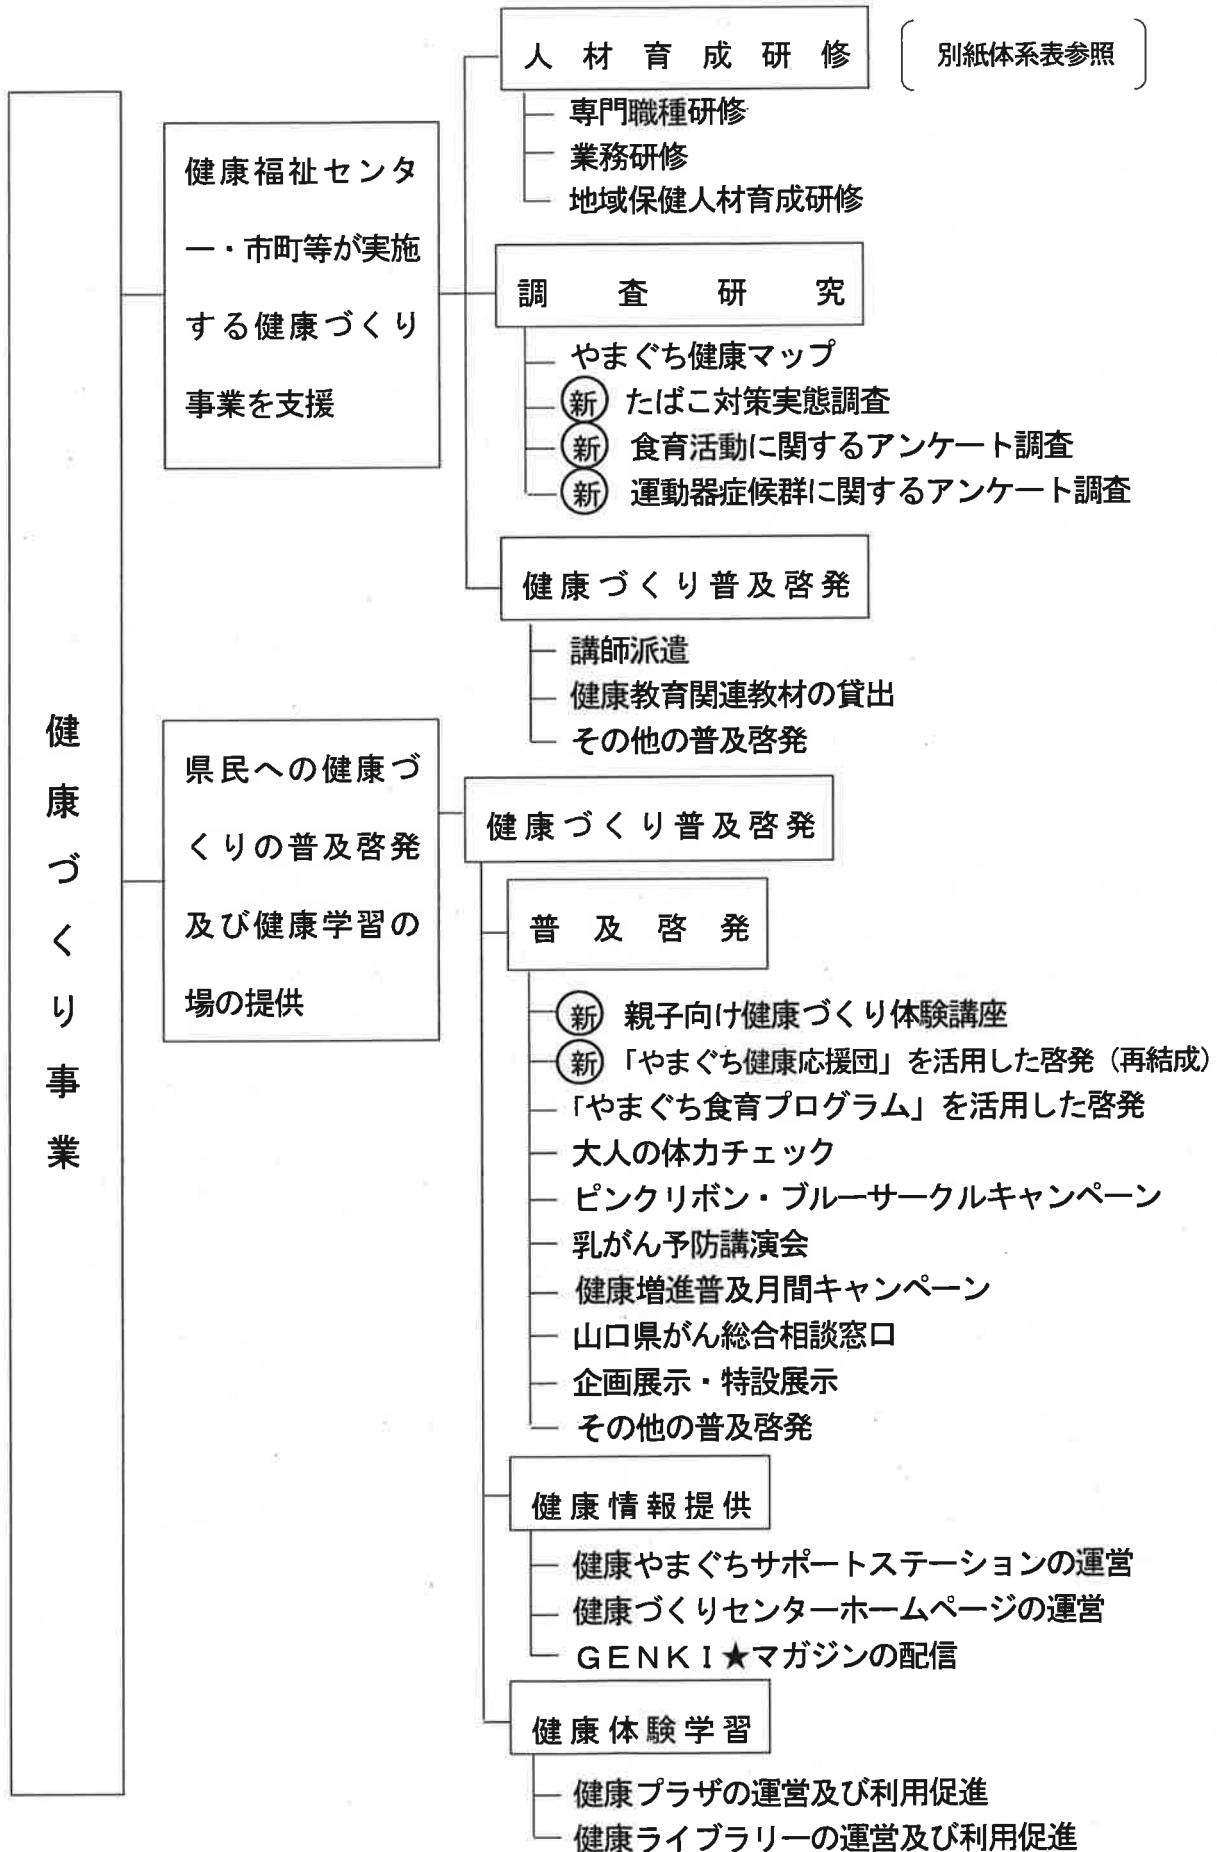 人材育成研修
別紙体系表参照
専門職種研修
業務研修
地域保健人材育成研修
健康福祉センタ
ー・市町等が実施
する健康づくり
事業を支援
調査研究
やまぐち健康マップ
新 たばこ対策実態調査
新 食育活動に関するアンケート調査
新 運動器症候群に関するアンケート調査
健康づくり普及啓発
講師派遣
健康教育関連教材の貸出
その他の普及啓発
健康づくり事業
県民への健康づ
くりの普及啓発
及び健康学習の
場の提供
健康づくり普及啓発
普及啓発
新 親子向け健康づくり体験講座
新 「やまぐち健康応援団」を活用した啓発（再結成）
「やまぐち食育プログラム」を活用した啓発
大人の体力チェック
ピンクリボン・ブルーサークルキャンペーン
乳がん予防講演会
健康増進普及月間キャンペーン
山口県がん総合相談窓口
企画展示・特設展示
その他の普及啓発
健康情報提供
健康やまぐちサポートステーションの運営
健康づくりセンターホームページの運営
ＧＥＮＫＩ★マガジンの配信
健康体験学習
健康プラザの運営及び利用促進
健康ライブラリーの運営及び利用促進